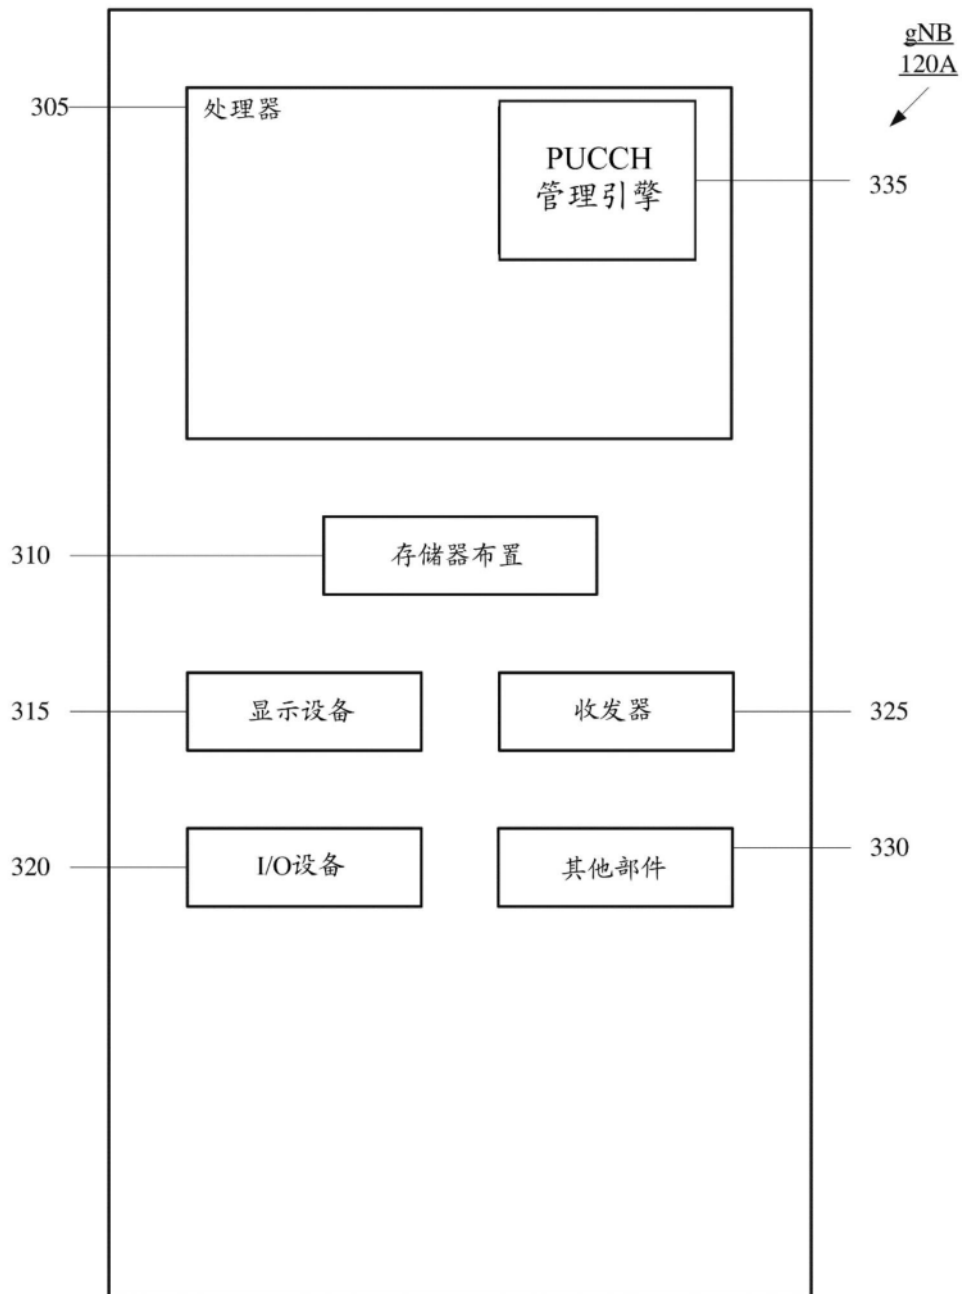 gNB
120A
305
处理器
PUCCH
管理引擎
335
310
存储器布置
315
显示设备
收发器
325
320
I/O设备
其他部件
330